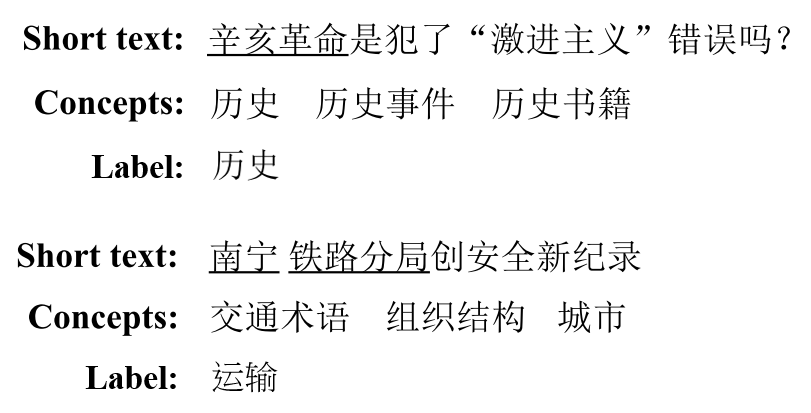 Short text: 辛亥革命是犯了“激进主义”错误吗？
Concepts: 历史 历史事件 历史书籍
Label: 历史
Short text: 南宁 铁路分局创安全新纪录
Concepts: 交通术语 组织结构 城市
Label: 运输